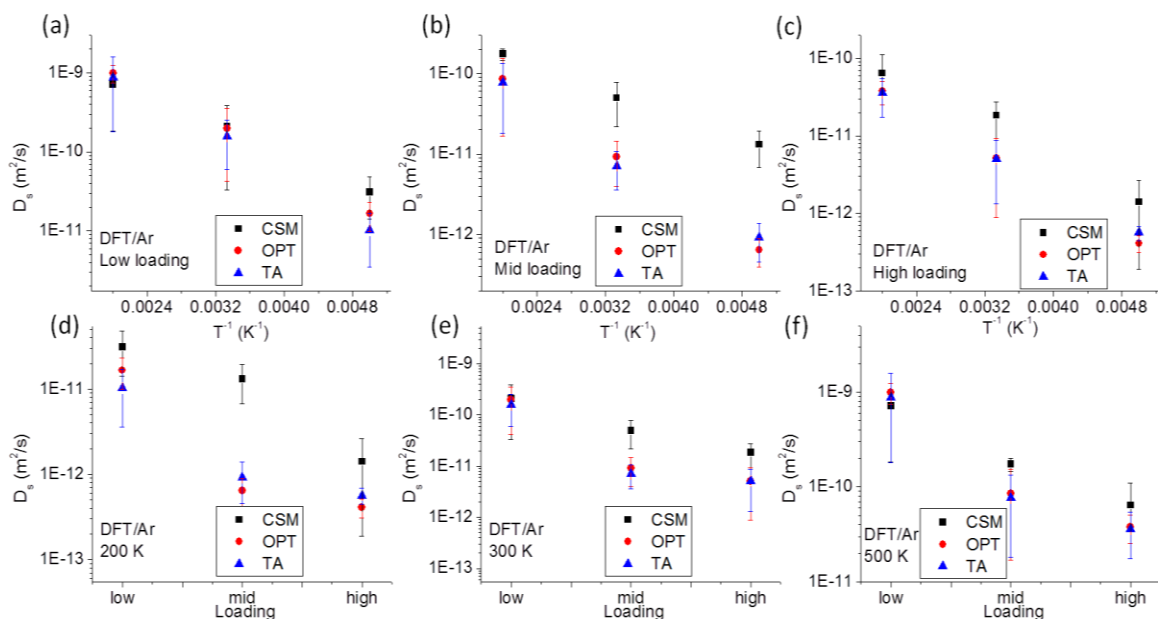 (a)
1E-9
1E-10
1E-11
D_s (m²/s)
DFT/Ar
Low loading
CSM
OPT
TA
0.0024 0.0032 0.0040 0.0048
T⁻¹ (K⁻¹)
(b)
1E-10
1E-11
1E-12
D_s (m²/s)
DFT/Ar
Mid loading
CSM
OPT
TA
0.0024 0.0032 0.0040 0.0048
T⁻¹ (K⁻¹)
(c)
1E-10
1E-11
1E-12
1E-13
D_s (m²/s)
DFT/Ar
High loading
CSM
OPT
TA
0.0024 0.0032 0.0040 0.0048
T⁻¹ (K⁻¹)
(d)
1E-11
1E-12
1E-13
D_s (m²/s)
DFT/Ar
200 K
CSM
OPT
TA
low mid high
Loading
(e)
1E-9
1E-10
1E-11
1E-12
1E-13
D_s (m²/s)
DFT/Ar
300 K
CSM
OPT
TA
low mid high
Loading
(f)
1E-9
1E-10
1E-11
D_s (m²/s)
DFT/Ar
500 K
CSM
OPT
TA
low mid high
Loading